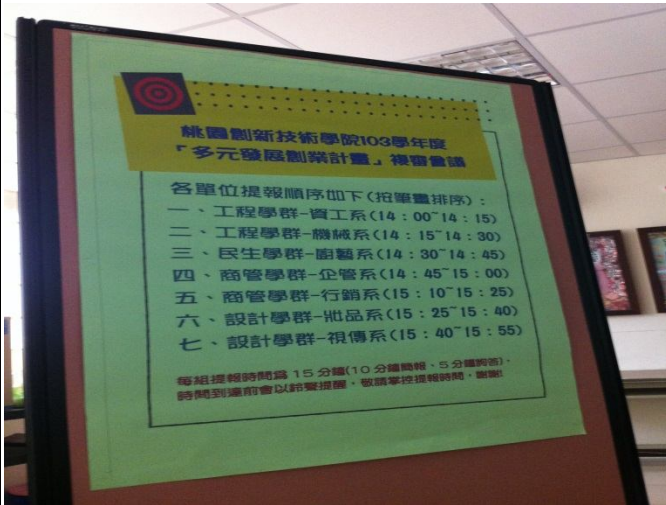 桃園創新技術學院103學年度
「多元發展創業計畫」複審會議
各單位提報順序如下(按筆畫排序)：
一、工程學群-資工系(14：00~14：15)
二、工程學群-機械系(14：15~14：30)
三、民生學群-廚藝系(14：30~14：45)
四、商管學群-企管系(14：45~15：00)
五、商管學群-行銷系(15：10~15：25)
六、設計學群-妝品系(15：25~15：40)
七、設計學群-視傳系(15：40~15：55)
每組提報時間為 15 分鐘(10 分鐘簡報、5 分鐘詢答)，
時間到達前會以鈴聲提醒，敬請掌控提報時間，謝謝!